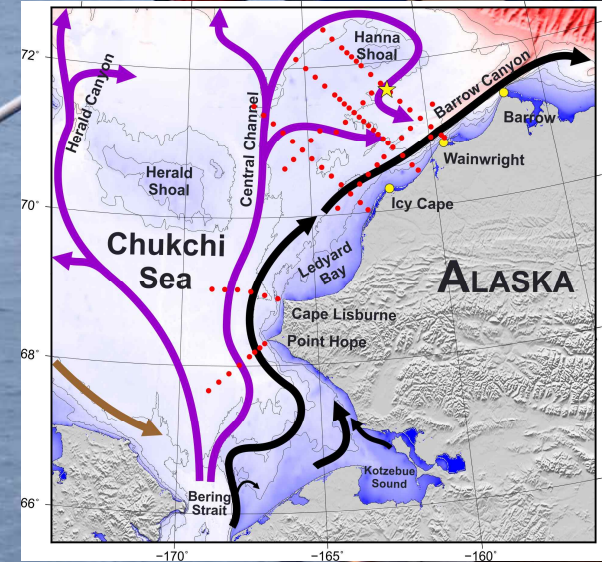 72˚
70˚
68˚
66˚
Hanna
Shoal
Herald Canyon
Central Channel
Barrow Canyon
Barrow
Wainwright
Icy Cape
Herald
Shoal
Chukchi
Sea
Ledyard
Bay
ALASKA
Cape Lisburne
Point Hope
Kotzebue
Sound
Bering
Strait
−170˚
−165˚
−160˚